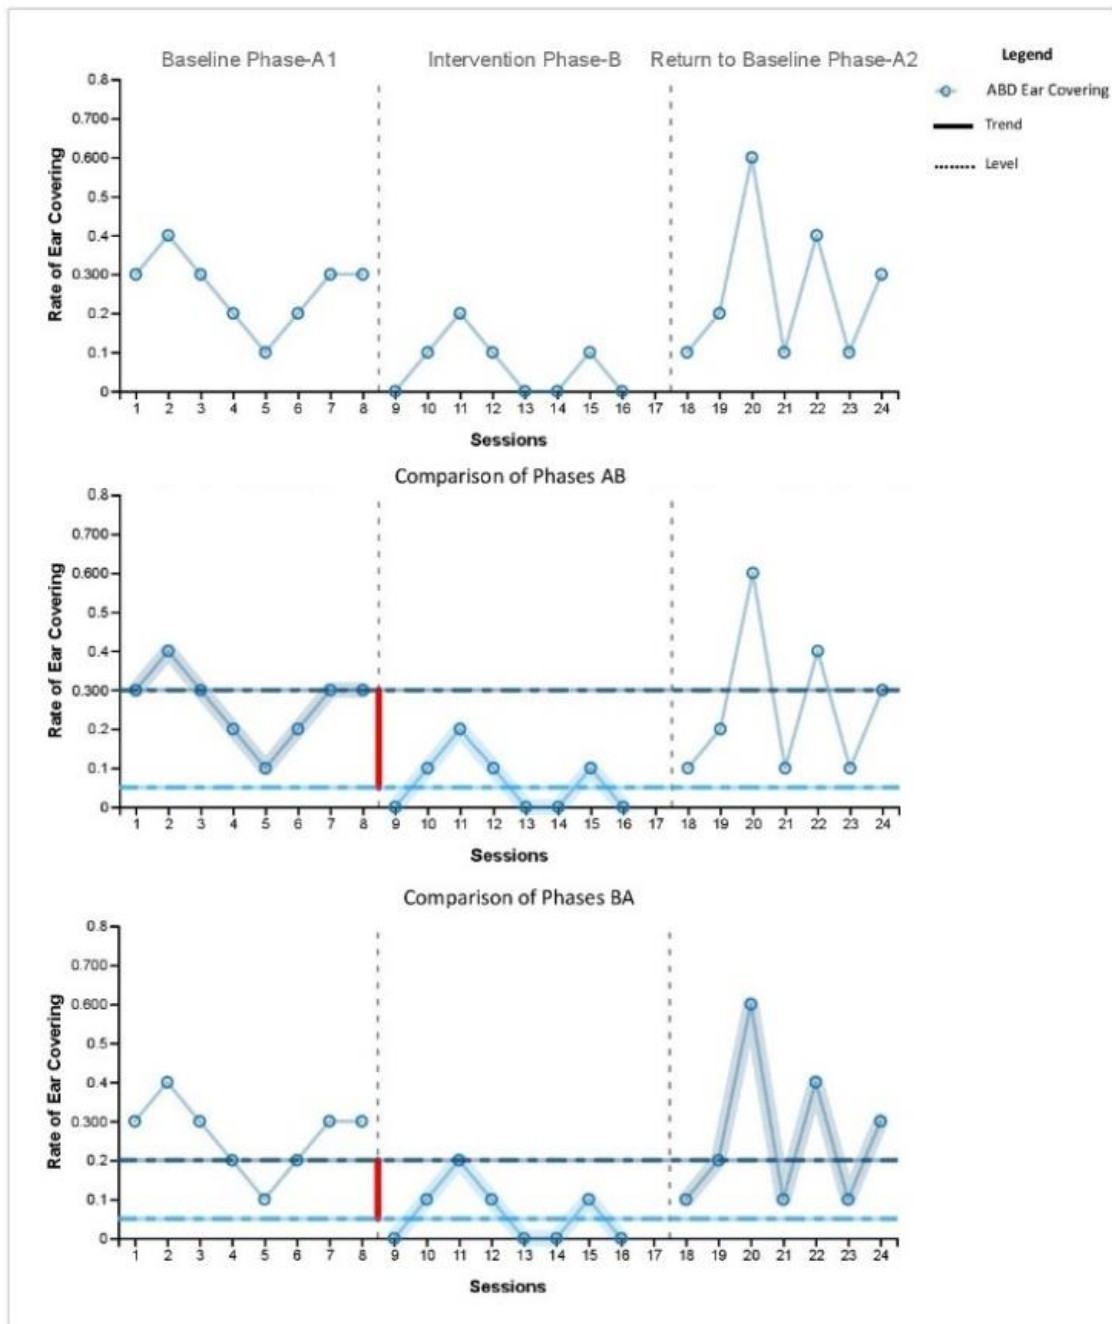 Baseline Phase-A1 Intervention Phase-B Return to Baseline Phase-A2
Legend
ABD Ear Covering
Trend
Level
Rate of Ear Covering
0.8
0.700
0.600
0.5
0.4
0.300
0.2
0.1
0
1 2 3 4 5 6 7 8 9 10 11 12 13 14 15 16 17 18 19 20 21 22 23 24
Sessions
Comparison of Phases AB
Rate of Ear Covering
0.8
0.700
0.600
0.5
0.4
0.300
0.2
0.1
0
1 2 3 4 5 6 7 8 9 10 11 12 13 14 15 16 17 18 19 20 21 22 23 24
Sessions
Comparison of Phases BA
Rate of Ear Covering
0.8
0.700
0.600
0.5
0.4
0.300
0.2
0.1
0
1 2 3 4 5 6 7 8 9 10 11 12 13 14 15 16 17 18 19 20 21 22 23 24
Sessions